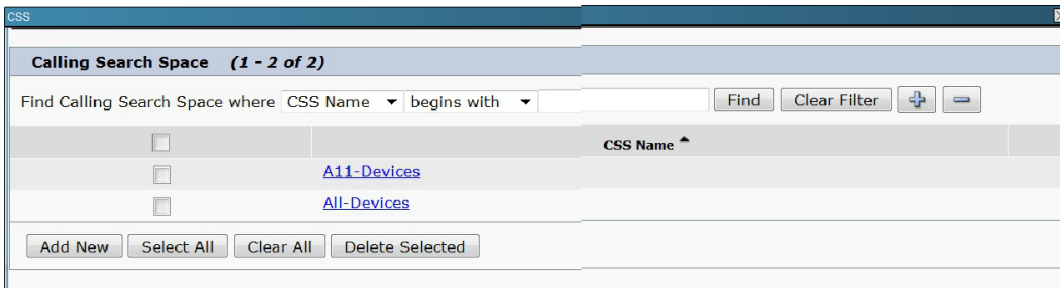 CSS
Calling Search Space (1 - 2 of 2)
Find Calling Search Space where CSS Name begins with Find Clear Filter
CSS Name
A11-Devices
All-Devices
Add New Select All Clear All Delete Selected